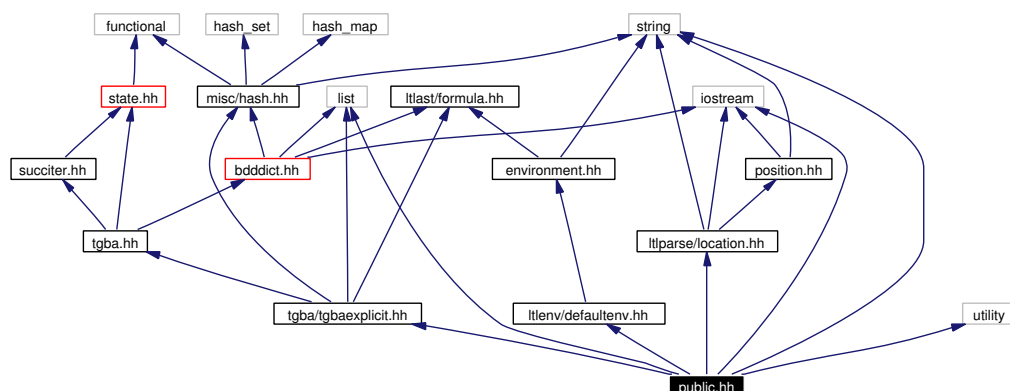 functional
hash_set
hash_map
string
state.hh
misc/hash.hh
list
ltlast/formula.hh
iostream
succiter.hh
bdddict.hh
environment.hh
position.hh
tgba.hh
ltlparse/location.hh
tgba/tgbaexplicit.hh
ltlenv/defaultenv.hh
utility
public.hh